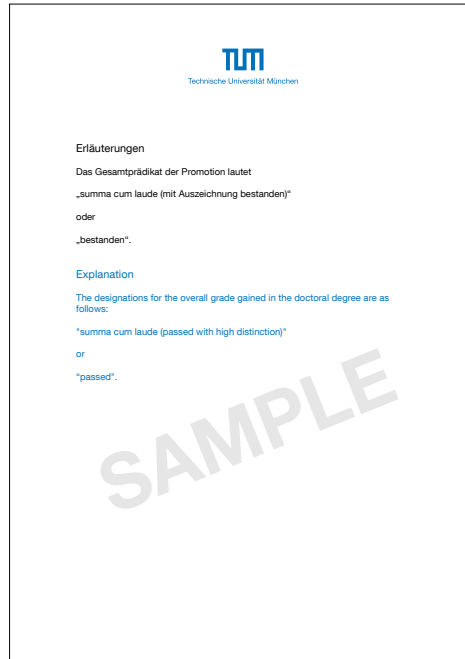 TUM
Technische Universität München
Erläuterungen
Das Gesamtprädikat der Promotion lautet
„summa cum laude (mit Auszeichnung bestanden)“
oder
„bestanden“.
Explanation
The designations for the overall grade gained in the doctoral degree are as
follows:
"summa cum laude (passed with high distinction)"
or
“passed”.
SAMPLE